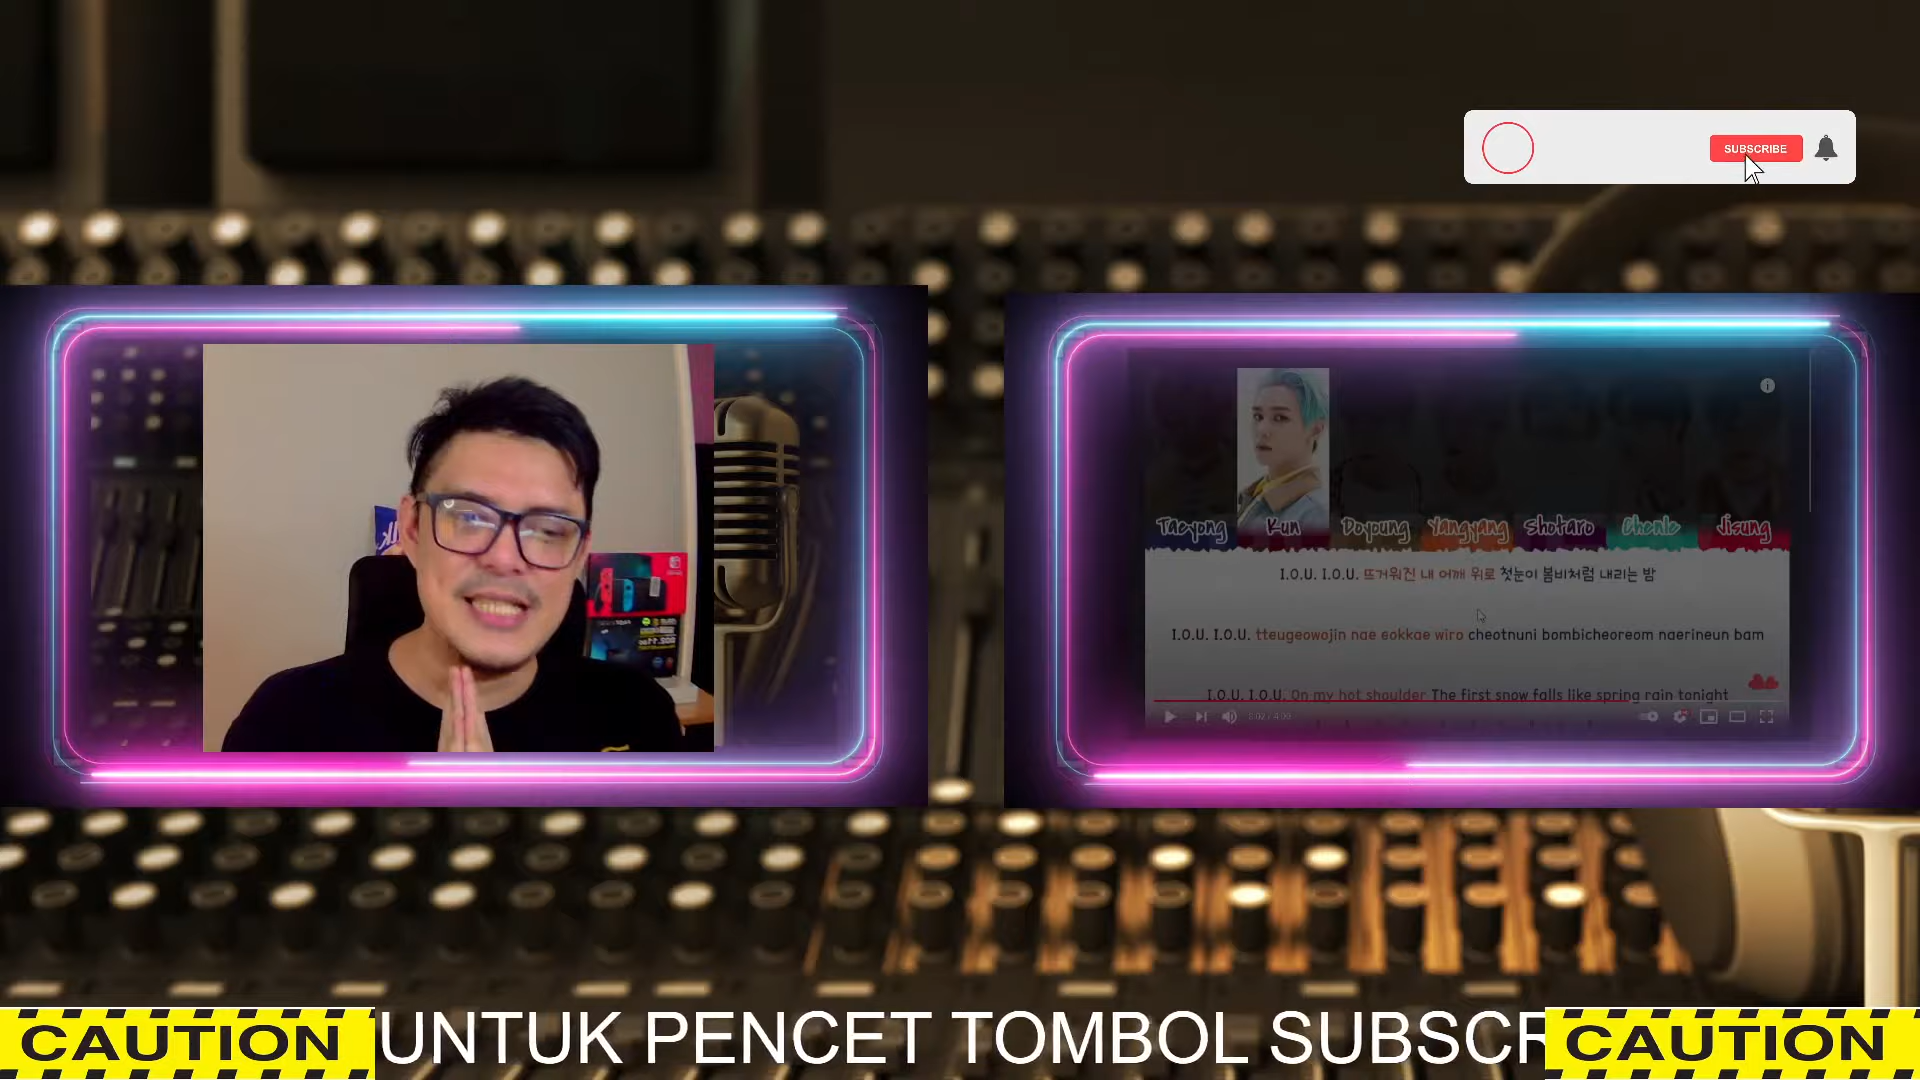 SUBSCRIBE
Taeyong Kun Doyoung Yangyang Shotaro Chenle Jisung
I.O.U. I.O.U. 뜨거워진 내 어깨 위로 첫눈이 봄비처럼 내리는 밤
I.O.U. I.O.U. tteugeowojin nae eokkae wiro cheotnuni bombicheoreom naerineun bam
I.O.U. I.O.U. On my hot shoulder The first snow falls like spring rain tonight
CAUTION UNTUK PENCET TOMBOL SUBSCR CAUTION